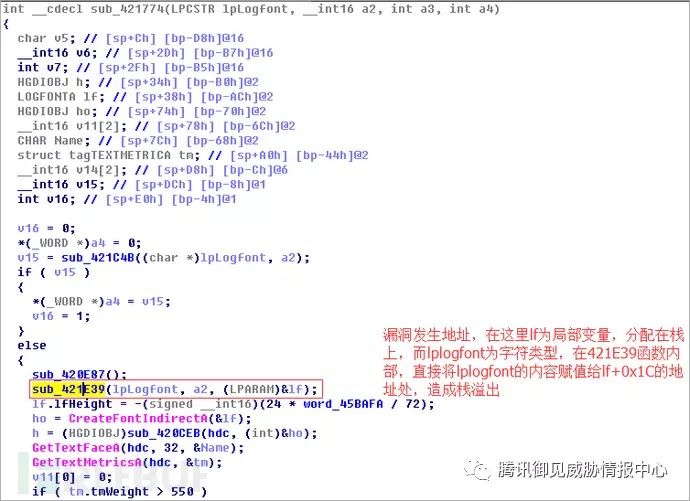 int __cdecl sub_421774(LPCSTR lpLogfont, __int16 a2, int a3, int a4)
{
char v5; // [sp+Ch] [bp-D8h]@16
__int16 v6; // [sp+2Dh] [bp-B7h]@16
int v7; // [sp+2Fh] [bp-B5h]@16
HGDIOBJ h; // [sp+34h] [bp-B0h]@2
LOGFONTA lf; // [sp+38h] [bp-ACh]@2
HGDIOBJ ho; // [sp+74h] [bp-70h]@2
__int16 v11[2]; // [sp+78h] [bp-6Ch]@2
CHAR Name; // [sp+7Ch] [bp-68h]@2
struct tagTEXTMETRICA tm; // [sp+A0h] [bp-44h]@2
__int16 v14[2]; // [sp+D8h] [bp-Ch]@6
__int16 v15; // [sp+DCh] [bp-8h]@1
int v16; // [sp+E0h] [bp-4h]@1
v16 = 0;
*(_WORD *)a4 = 0;
v15 = sub_421C4B((char *)lpLogfont, a2);
if ( v15 )
{
*(_WORD *)a4 = v15;
v16 = 1;
}
else
{
sub_420E87();
sub_421E39(lpLogfont, a2, (LPARAM)&lf);
lf.lfHeight = -(signed __int16)(24 * word_45BAFA / 72);
ho = CreateFontIndirectA(&lf);
h = (HGDIOBJ)sub_420CEB(hdc, (int)&ho);
GetTextFaceA(hdc, 32, &Name);
GetTextMetricsA(hdc, &tm);
v11[0] = 0;
if ( tm.tmWeight > 550 )
漏洞发生地址，在这里lf为局部变量，分配在栈
上，而lplogfont为字符类型，在421E39函数内
部，直接将lplogfont的内容赋值给lf+0x1C的地
址处，造成栈溢出
腾讯御见威胁情报中心